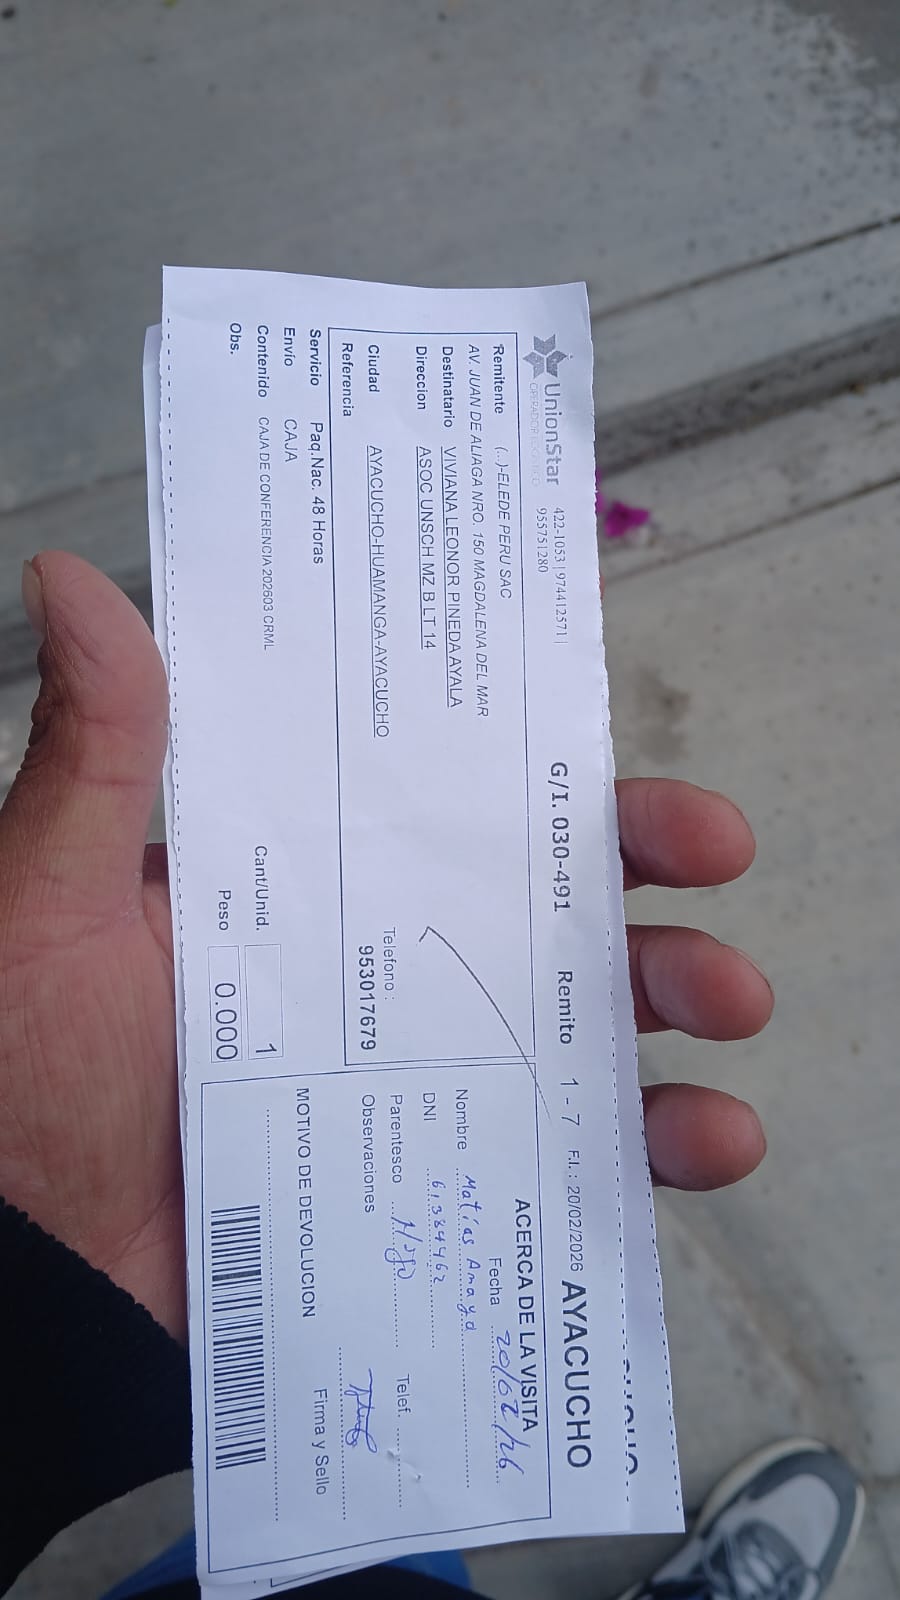 UnionStar
OPERADOR LOGISTICO
422-1053 | 974412571 |
955751280
G/I. 030-491 Remito 1 - 7 F.I.: 20/02/2026 AYACUCHO
Remitente (...)-ELEDE PERU SAC
AV. JUAN DE ALIAGA NRO. 150 MAGDALENA DEL MAR
Destinatario VIVIANA LEONOR PINEDA AYALA
Direccion ASOC UNSCH MZ B LT 14
Ciudad AYACUCHO-HUAMANGA-AYACUCHO
Referencia
Telefono :
953017679
Servicio Paq.Nac. 48 Horas
Envío CAJA
Contenido CAJA DE CONFERENCIA 202603 CRML
Obs.
Cant/Unid. 1
Peso 0.000
ACERCA DE LA VISITA
Fecha 20/02/26
Nombre Matías Amaya
DNI 61384462
Parentesco Hijo Telef.
Observaciones
MOTIVO DE DEVOLUCION
Firma y Sello